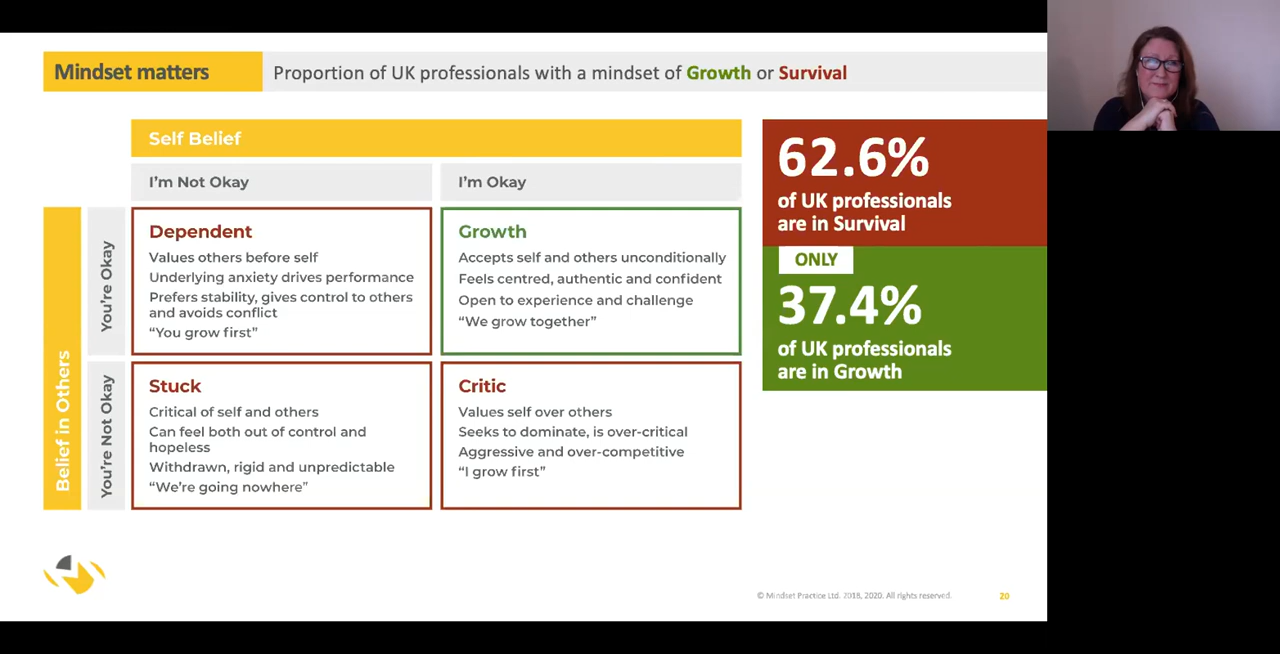 Mindset matters
Proportion of UK professionals with a mindset of Growth or Survival
Self Belief
I'm Not Okay
I'm Okay
Belief in Others
You're Okay
Dependent
Values others before self
Underlying anxiety drives performance
Prefers stability, gives control to others
and avoids conflict
“You grow first”
Growth
Accepts self and others unconditionally
Feels centred, authentic and confident
Open to experience and challenge
“We grow together”
You're Not Okay
Stuck
Critical of self and others
Can feel both out of control and
hopeless
Withdrawn, rigid and unpredictable
“We’re going nowhere”
Critic
Values self over others
Seeks to dominate, is over-critical
Aggressive and over-competitive
“I grow first”
62.6%
of UK professionals
are in Survival
ONLY
37.4%
of UK professionals
are in Growth
© Mindset Practice Ltd. 2018, 2020. All rights reserved.
20